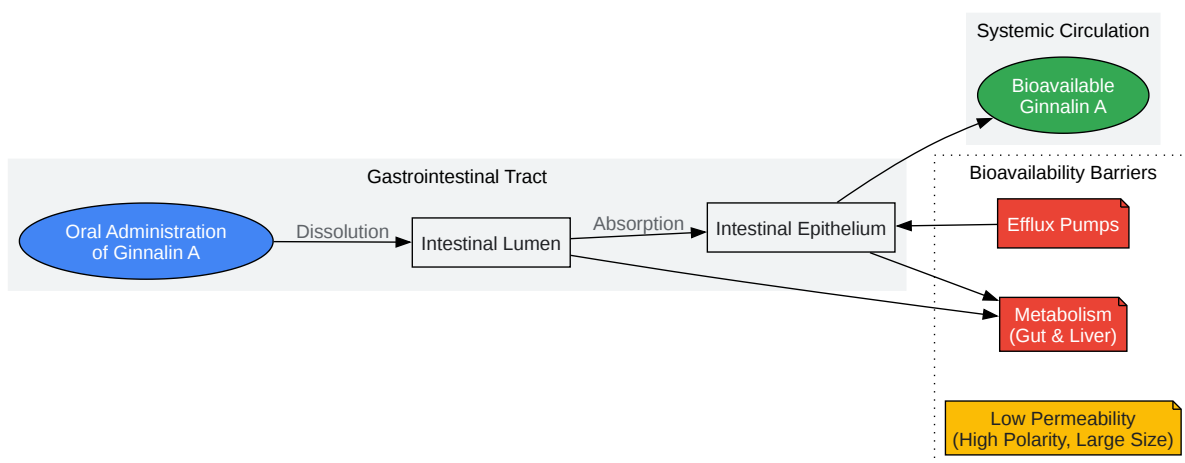 Systemic Circulation
Bioavailable
Ginnalin A
Gastrointestinal Tract
Bioavailability Barriers
Oral Administration
of Ginnalin A
Dissolution
Intestinal Lumen
Absorption
Intestinal Epithelium
Efflux Pumps
Metabolism
(Gut & Liver)
Low Permeability
(High Polarity, Large Size)